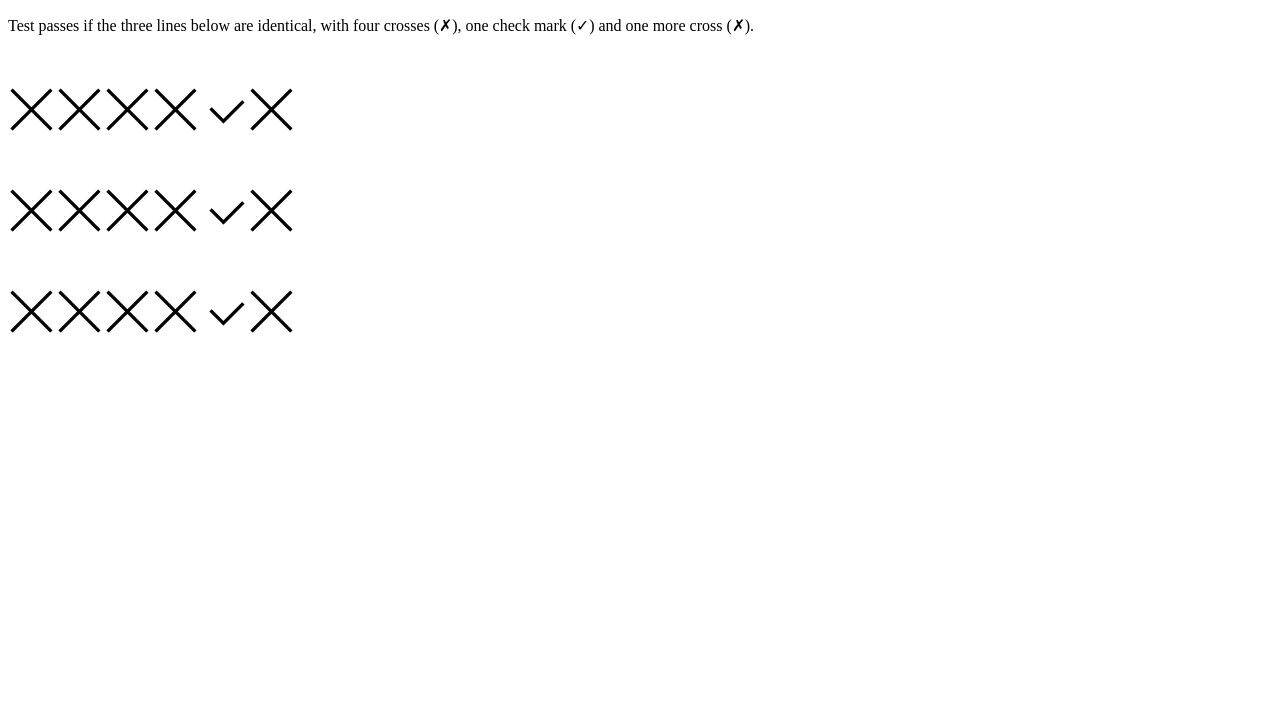 Test passes if the three lines below are identical, with four crosses (✗), one check mark (✓) and one more cross (✗).
✗✗✗✗✓✗
✗✗✗✗✓✗
✗✗✗✗✓✗